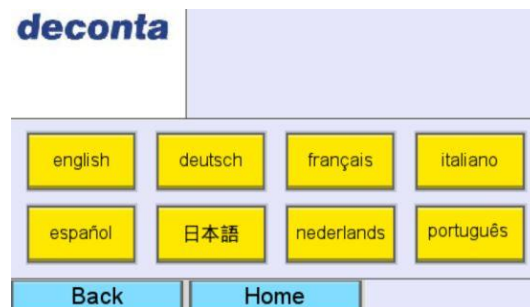 deconta
english deutsch français italiano
español 日本語 nederlands português
Back Home